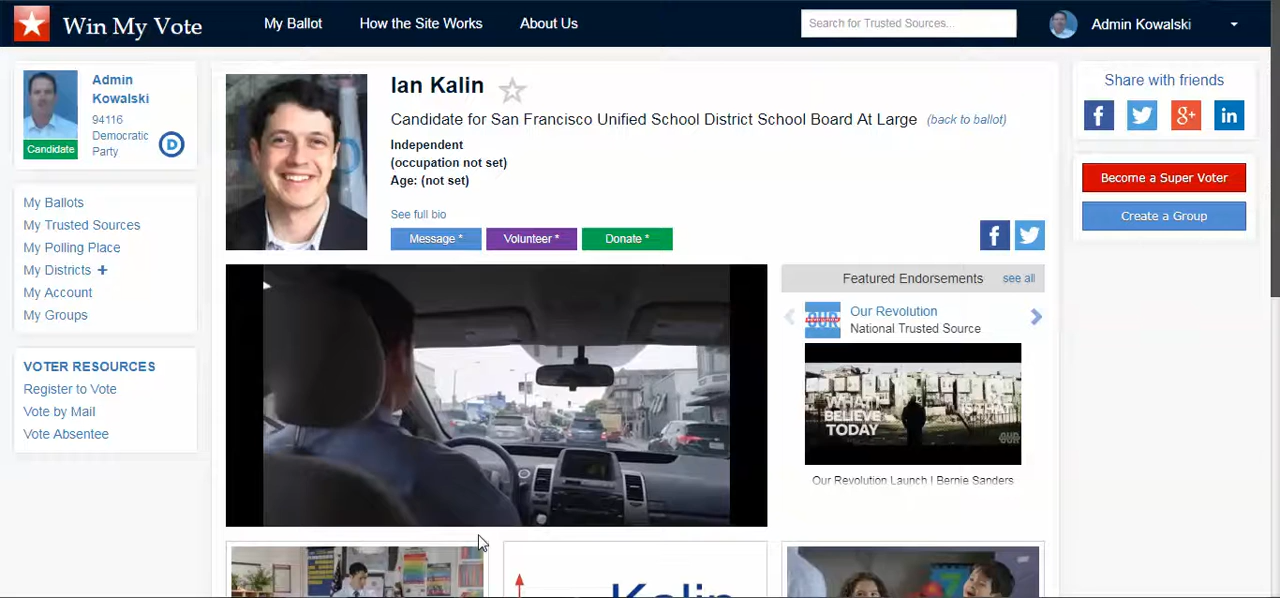 Win My Vote
My Ballot
How the Site Works
About Us
Search for Trusted Sources...
Admin Kowalski
Admin
Kowalski
94116
Democratic
Party
D
Candidate
My Ballots
My Trusted Sources
My Polling Place
My Districts +
My Account
My Groups
VOTER RESOURCES
Register to Vote
Vote by Mail
Vote Absentee
Ian Kalin
Candidate for San Francisco Unified School District School Board At Large (back to ballot)
Independent
(occupation not set)
Age: (not set)
See full bio
Message *
Volunteer *
Donate *
f
Featured Endorsements see all
Our Revolution
National Trusted Source
OUR
WHAT I
BELIEVE
TODAY
OUR
Our Revolution Launch | Bernie Sanders
Kalin
Share with friends
f
g+
in
Become a Super Voter
Create a Group